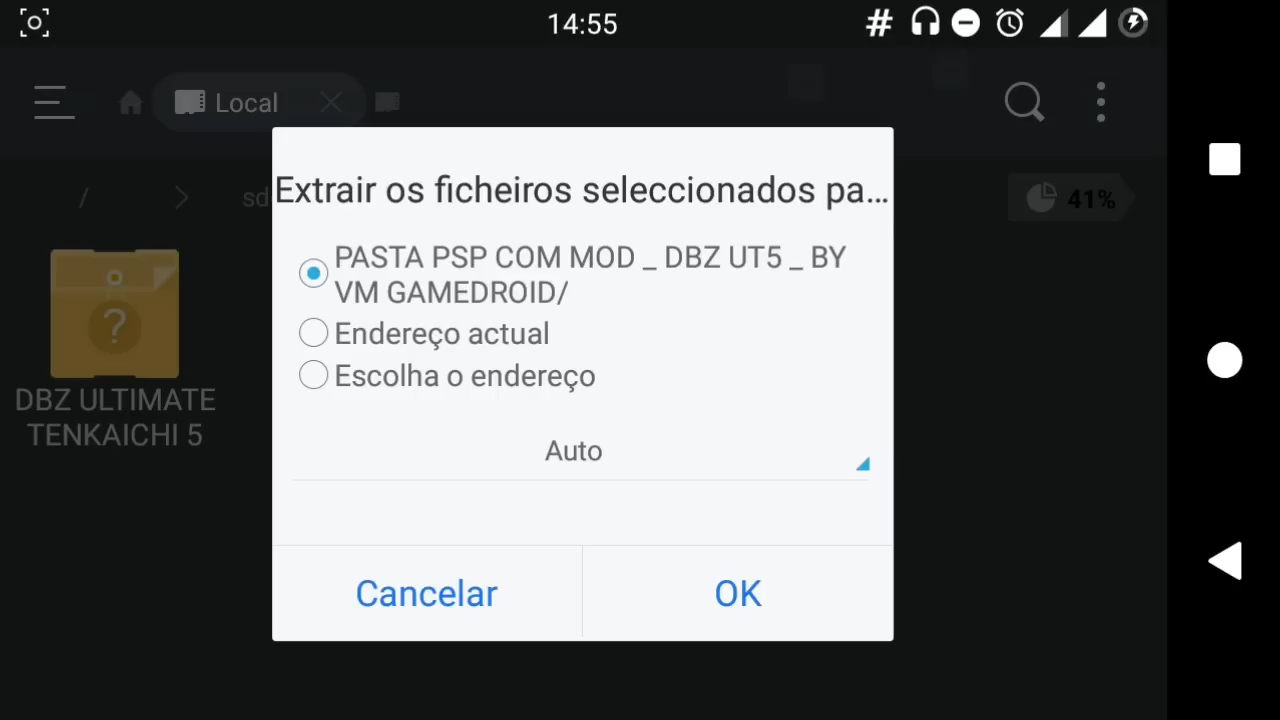 14:55
Local
/ > sd
41%
Extrair os ficheiros seleccionados pa...
PASTA PSP COM MOD _ DBZ UT5 _ BY
VM GAMEDROID/
Endereço actual
Escolha o endereço
?
DBZ ULTIMATE
TENKAICHI 5
Auto
Cancelar
OK